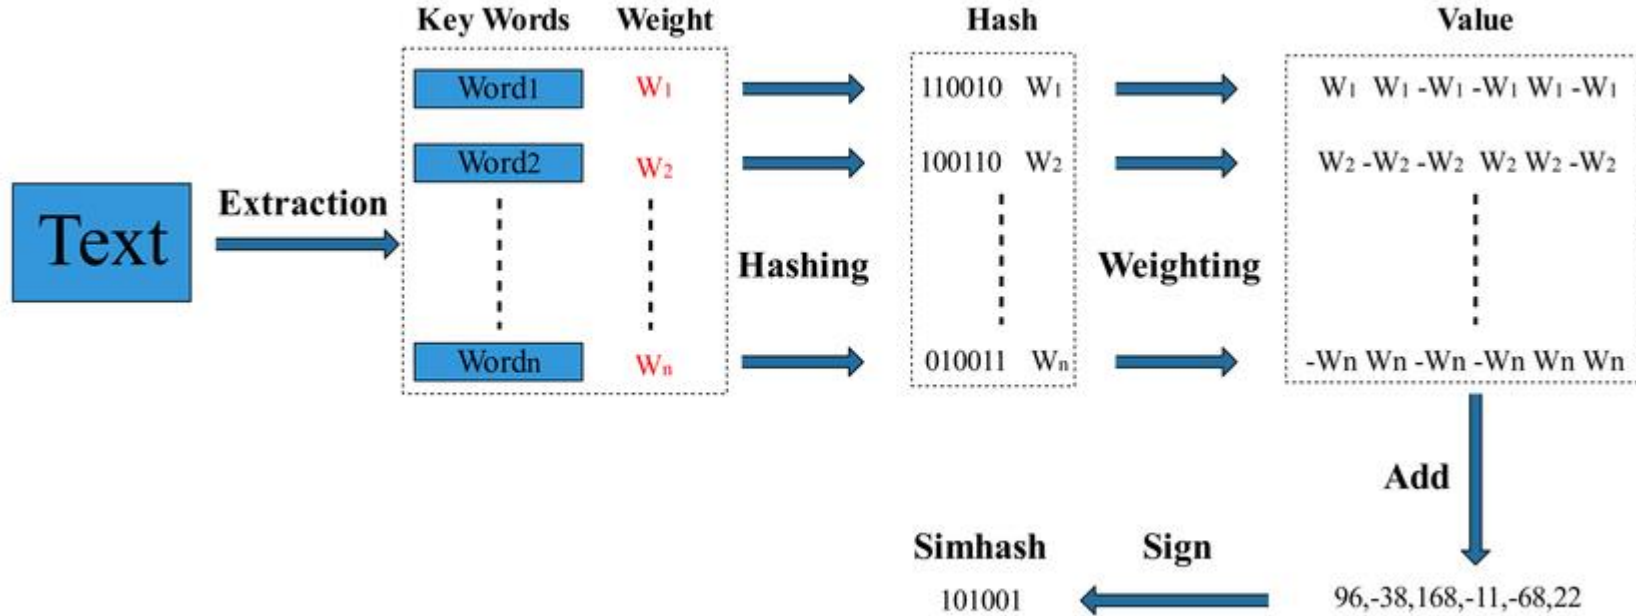 Key Words Weight Hash Value
Word1 W₁ 110010 W₁ W₁ W₁ -W₁ -W₁ W₁ -W₁
Word2 W₂ 100110 W₂ W₂ -W₂ -W₂ W₂ W₂ -W₂
Text
Extraction
Hashing
Weighting
Wordn Wₙ 010011 Wₙ -Wn Wn -Wn -Wn Wn Wn
Add
Simhash Sign
101001 96,-38,168,-11,-68,22